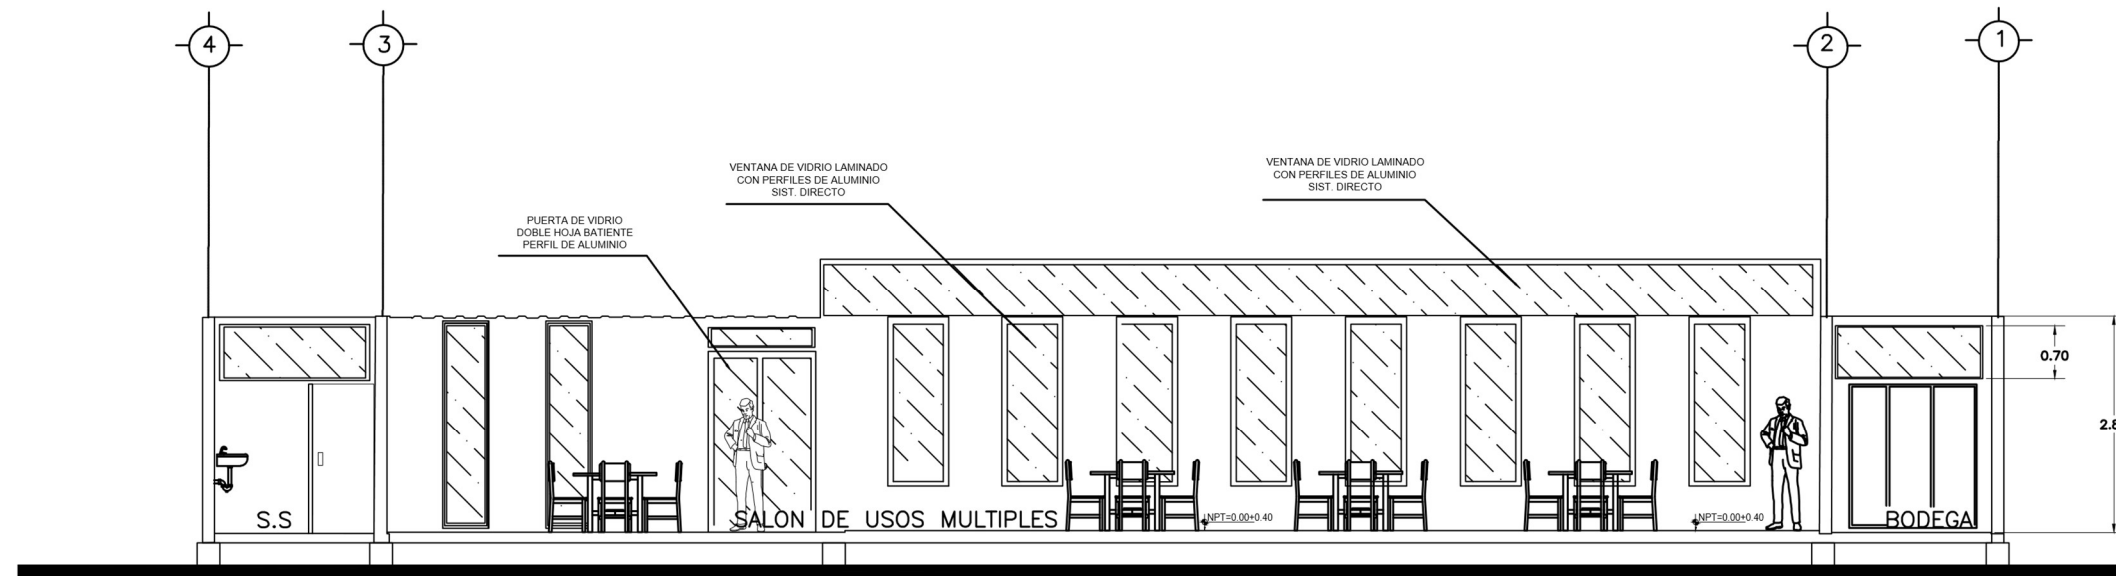 4
3
2
1
VENTANA DE VIDRIO LAMINADO
CON PERFILES DE ALUMINIO
SIST. DIRECTO
VENTANA DE VIDRIO LAMINADO
CON PERFILES DE ALUMINIO
SIST. DIRECTO
PUERTA DE VIDRIO
DOBLE HOJA BATIENTE
PERFIL DE ALUMINIO
0.70
2.8
S.S
SALON DE USOS MULTIPLES
NPT=0.00+0.40
NPT=0.00+0.40
BODEGA